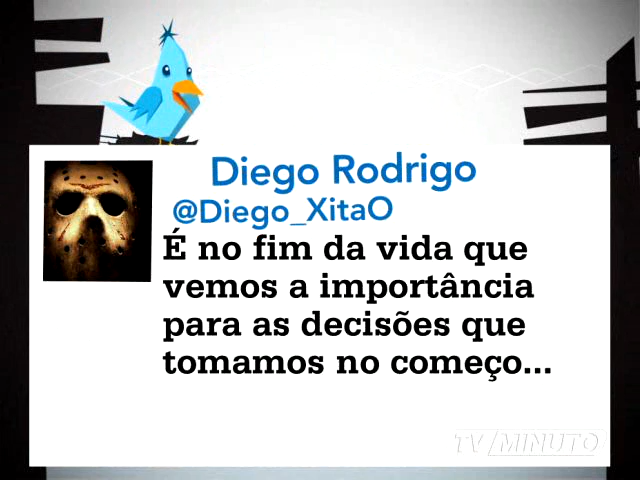 Diego Rodrigo
@Diego_XitaO
É no fim da vida que
vemos a importância
para as decisões que
tomamos no começo...
TV MINUTO